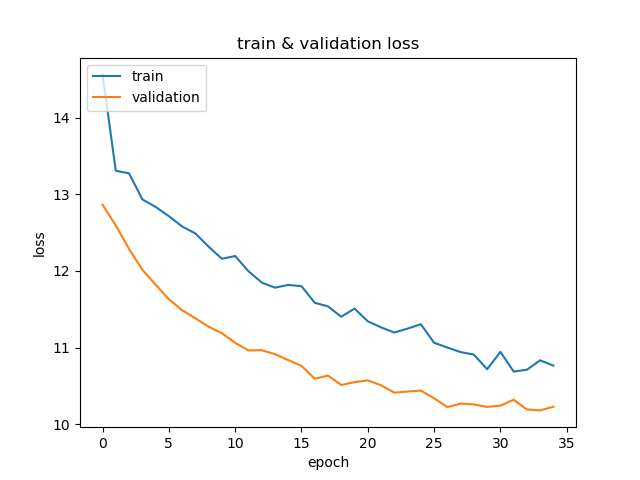 train & validation loss
train
validation
loss
14
13
12
11
10
0 5 10 15 20 25 30 35
epoch